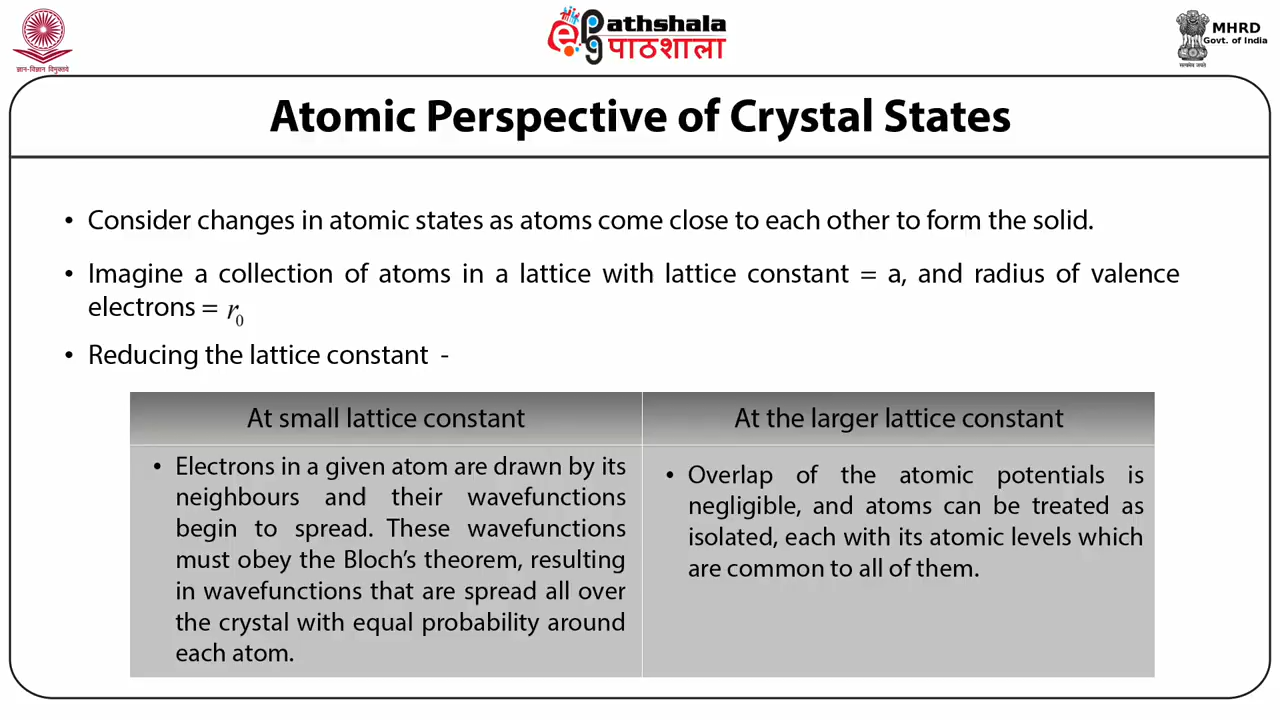 ज्ञान-विज्ञान विमुक्तये
ePG Pathshala
पाठशाला
MHRD
Govt. of India
सत्यमेव जयते
Atomic Perspective of Crystal States
• Consider changes in atomic states as atoms come close to each other to form the solid.
• Imagine a collection of atoms in a lattice with lattice constant = a, and radius of valence
electrons = r₀
• Reducing the lattice constant -
At small lattice constant
• Electrons in a given atom are drawn by its
neighbours and their wavefunctions
begin to spread. These wavefunctions
must obey the Bloch’s theorem, resulting
in wavefunctions that are spread all over
the crystal with equal probability around
each atom.
At the larger lattice constant
• Overlap of the atomic potentials is
negligible, and atoms can be treated as
isolated, each with its atomic levels which
are common to all of them.